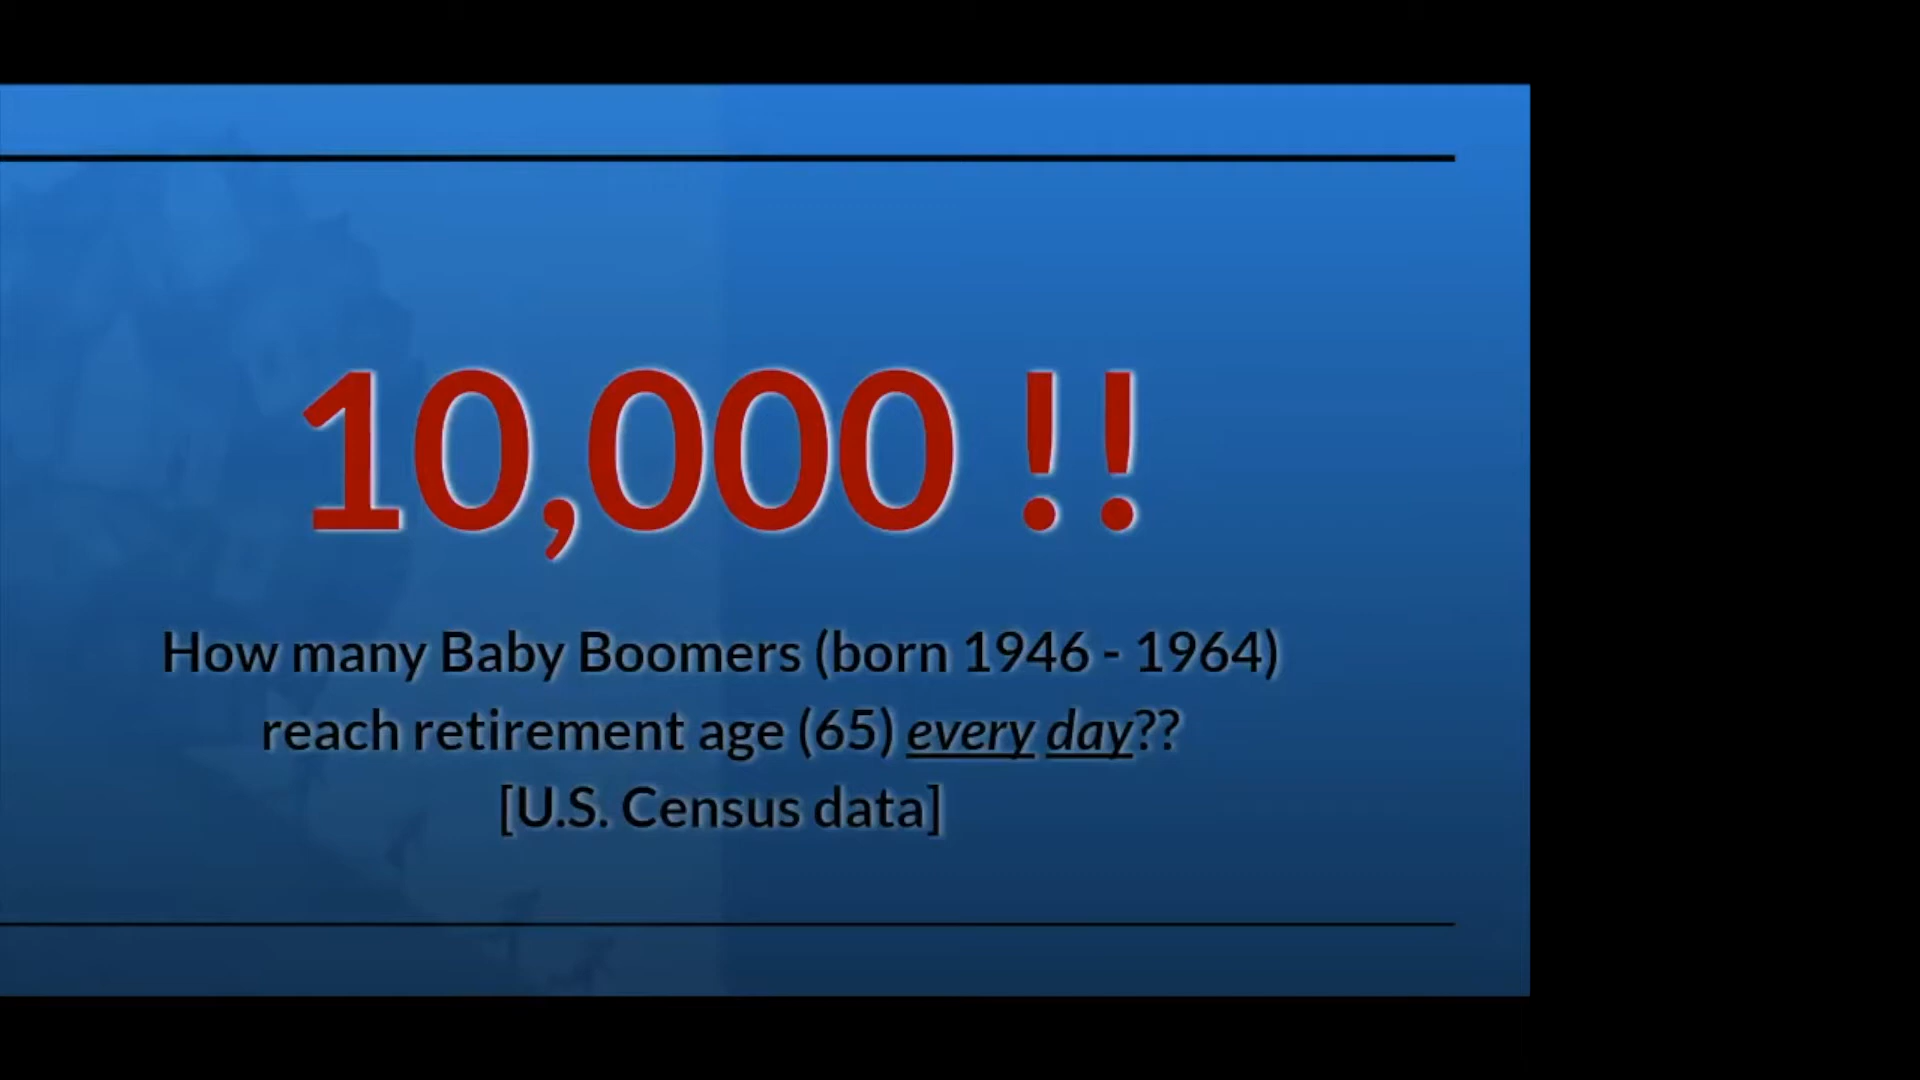 10,000 !!
How many Baby Boomers (born 1946 - 1964)
reach retirement age (65) every day??
[U.S. Census data]